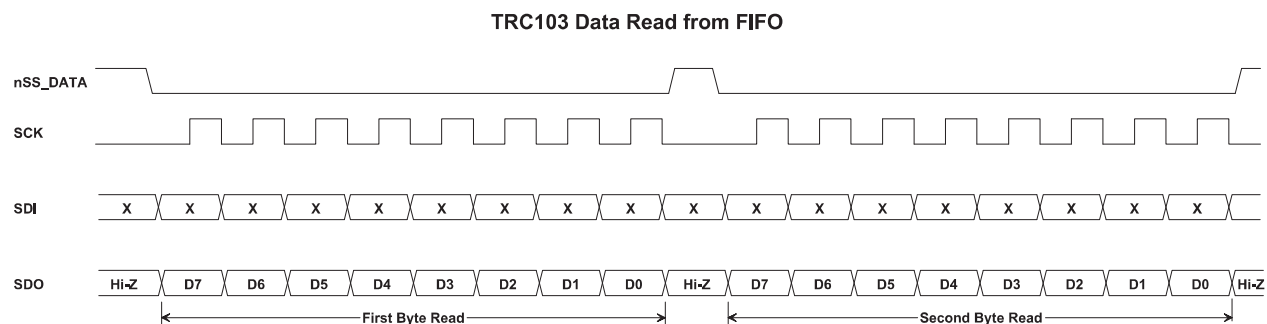 TRC103 Data Read from FIFO
nSS_DATA
SCK
SDI X X X X X X X X X X X X X X X X X X
SDO Hi-Z D7 D6 D5 D4 D3 D2 D1 D0 Hi-Z D7 D6 D5 D4 D3 D2 D1 D0 Hi-Z
First Byte Read Second Byte Read